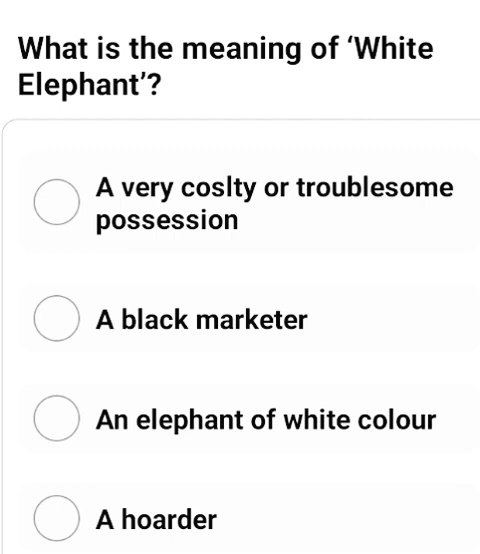 What is the meaning of ‘White
Elephant’?
A very coslty or troublesome
possession
A black marketer
An elephant of white colour
A hoarder